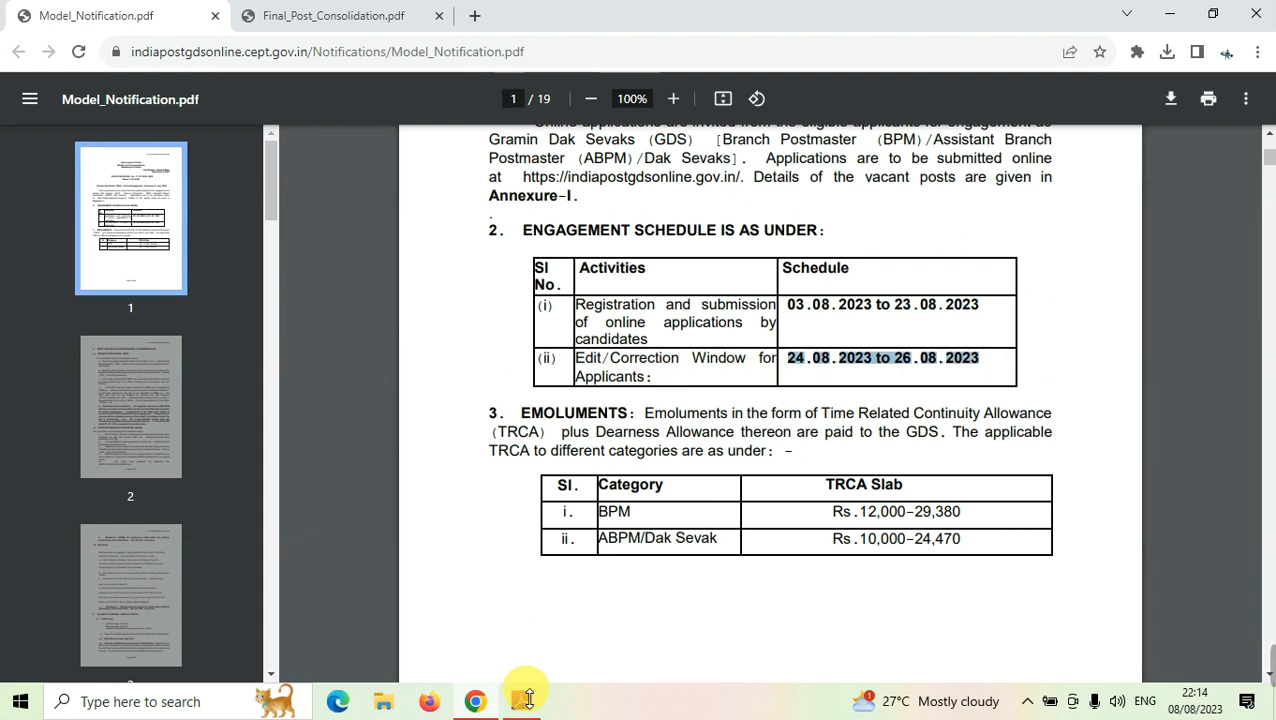 Model_Notification.pdf
Final_Post_Consolidation.pdf
indiapostgdsonline.cept.gov.in/Notifications/Model_Notification.pdf
Model_Notification.pdf
1 / 19
100%
Gramin Dak Sevaks (GDS) [Branch Postmaster (BPM)/Assistant Branch
Postmaster (ABPM)/Dak Sevaks]. Applications are to be submitted online
at https://indiapostgdsonline.gov.in/. Details of the vacant posts are given in
Annexure-I.
.
2. ENGAGEMENT SCHEDULE IS AS UNDER:
Sl No. Activities Schedule
(i) Registration and submission of online applications by candidates 03.08.2023 to 23.08.2023
(ii) Edit/Correction Window for Applicants: 24.08.2023 to 26.08.2023
3. EMOLUMENTS: Emoluments in the form of Time Related Continuity Allowance
(TRCA) plus Dearness Allowance thereon are paid to the GDS. The applicable
TRCA to different categories are as under: –
Sl. Category TRCA Slab
i. BPM Rs.12,000-29,380
ii. ABPM/Dak Sevak Rs.10,000-24,470
1
2
Type here to search
1
27°C Mostly cloudy
ENG
22:14
08/08/2023